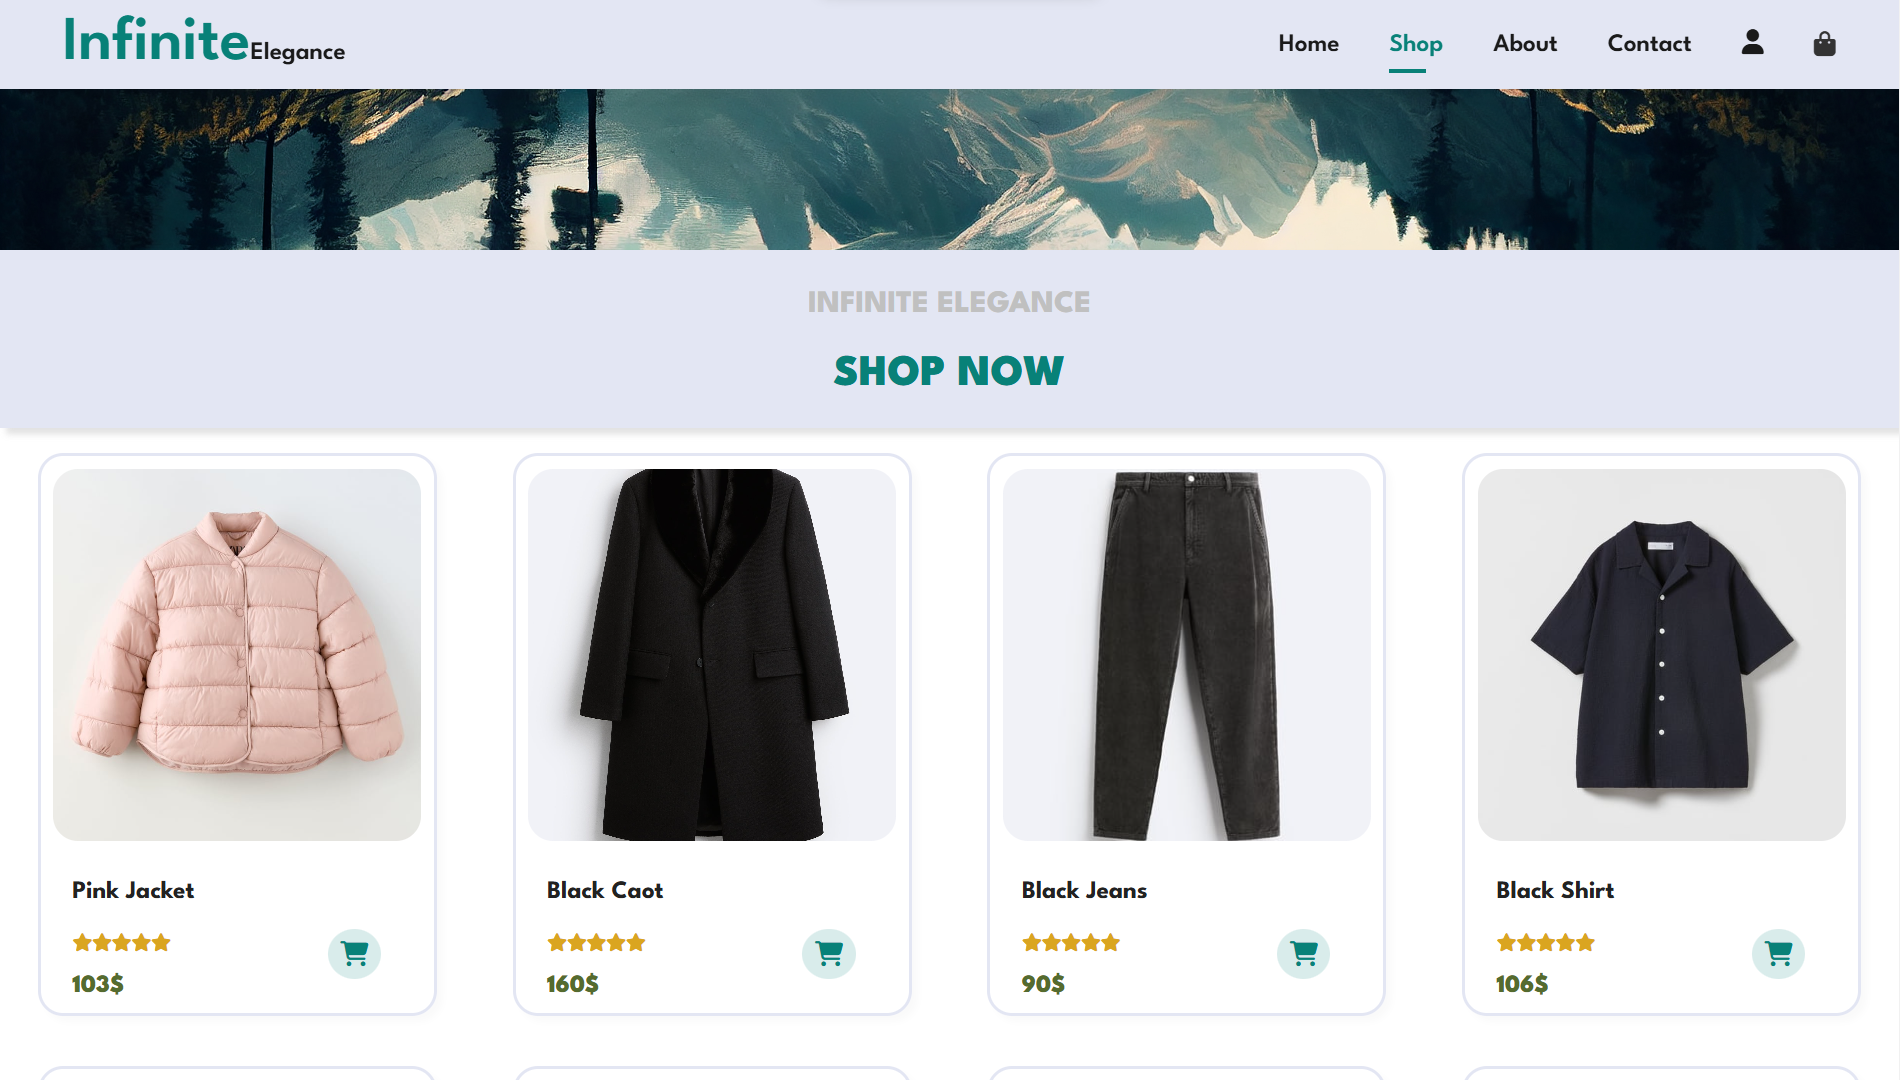 InfiniteElegance
Home Shop About Contact
INFINITE ELEGANCE
SHOP NOW
Pink Jacket
103$
Black Caot
160$
Black Jeans
90$
Black Shirt
106$